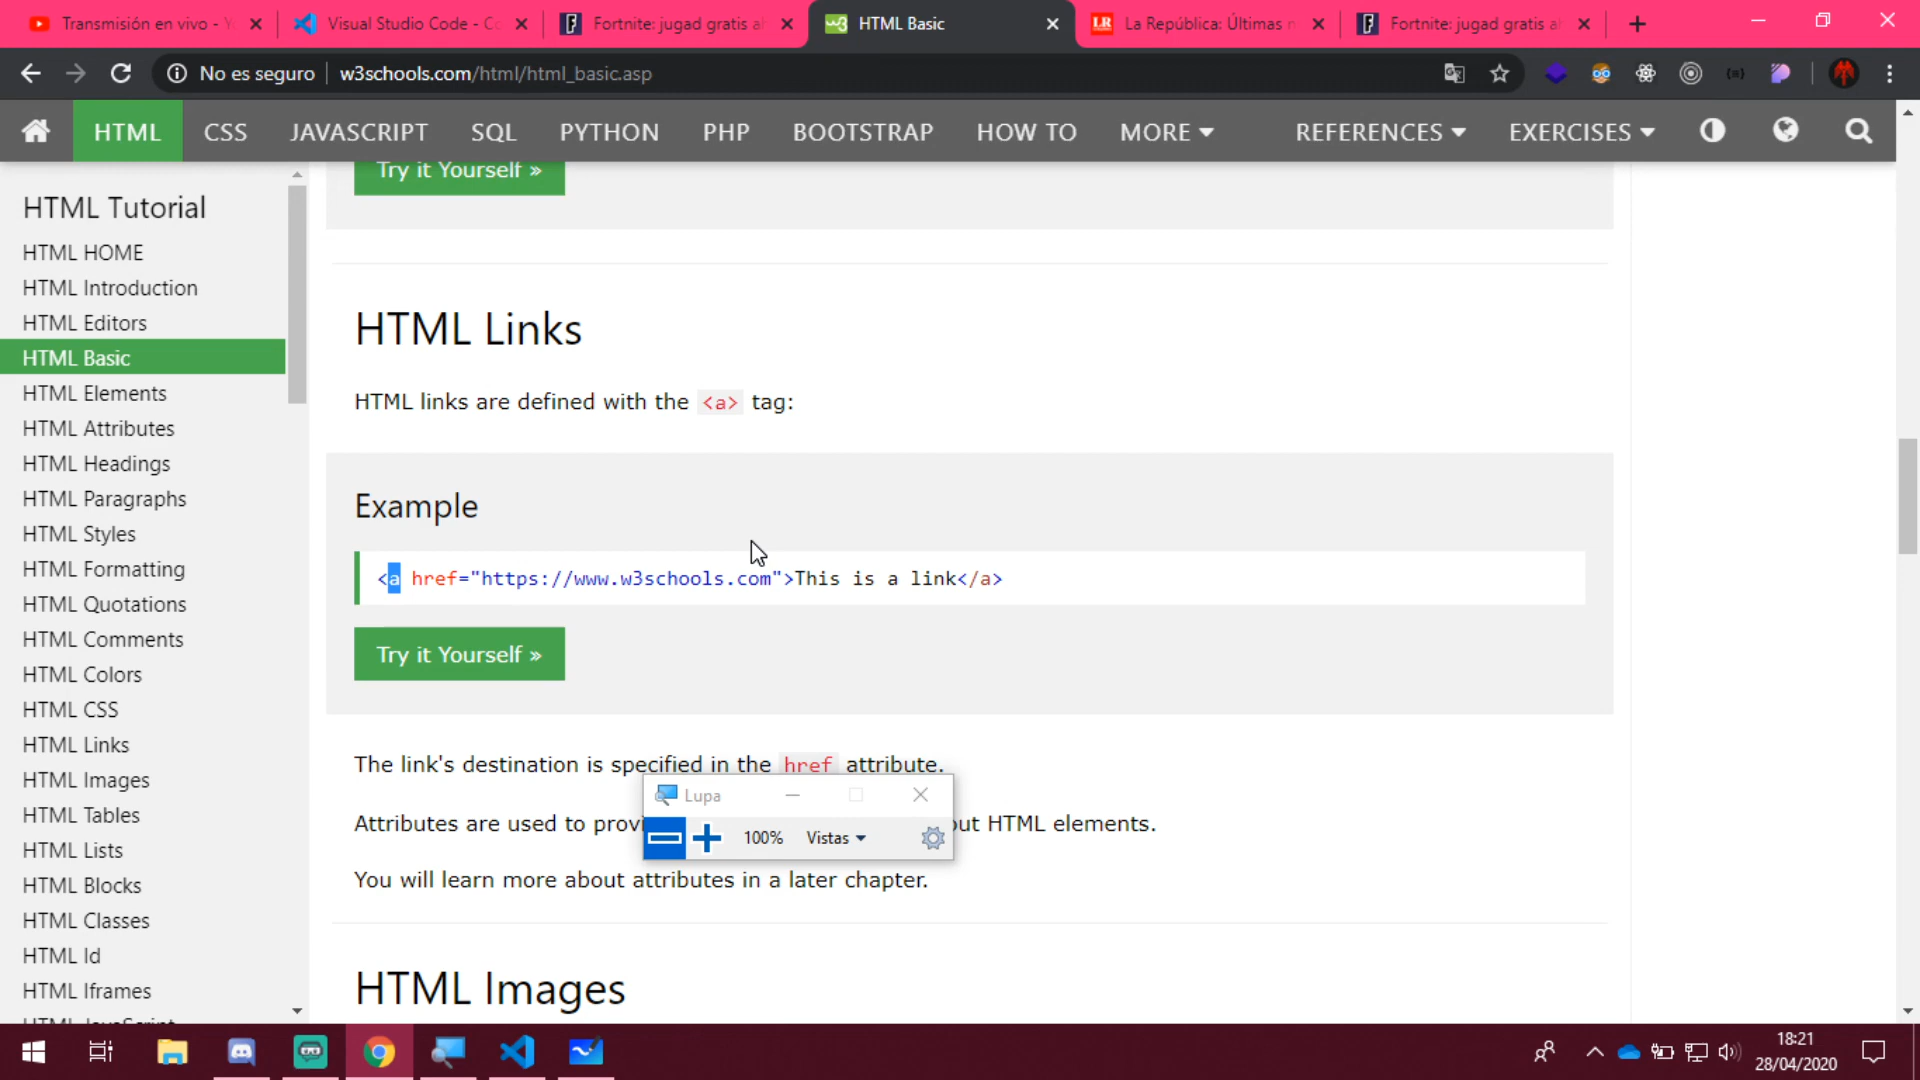 Transmisión en vivo - Y
Visual Studio Code - Co
Fortnite: jugad gratis al
HTML Basic
La República: Últimas n
Fortnite: jugad gratis al
No es seguro
w3schools.com/html/html_basic.asp
HTML
CSS
JAVASCRIPT
SQL
PYTHON
PHP
BOOTSTRAP
HOW TO
MORE
REFERENCES
EXERCISES
Try it Yourself »
HTML Tutorial
HTML HOME
HTML Introduction
HTML Editors
HTML Basic
HTML Elements
HTML Attributes
HTML Headings
HTML Paragraphs
HTML Styles
HTML Formatting
HTML Quotations
HTML Comments
HTML Colors
HTML CSS
HTML Links
HTML Images
HTML Tables
HTML Lists
HTML Blocks
HTML Classes
HTML Id
HTML Iframes
HTML JavaScript
HTML Links
HTML links are defined with the <a> tag:
Example
<a href="https://www.w3schools.com">This is a link</a>
Try it Yourself »
The link's destination is specified in the href attribute.
Attributes are used to provi
out HTML elements.
You will learn more about attributes in a later chapter.
HTML Images
Lupa
100%
Vistas
18:21
28/04/2020